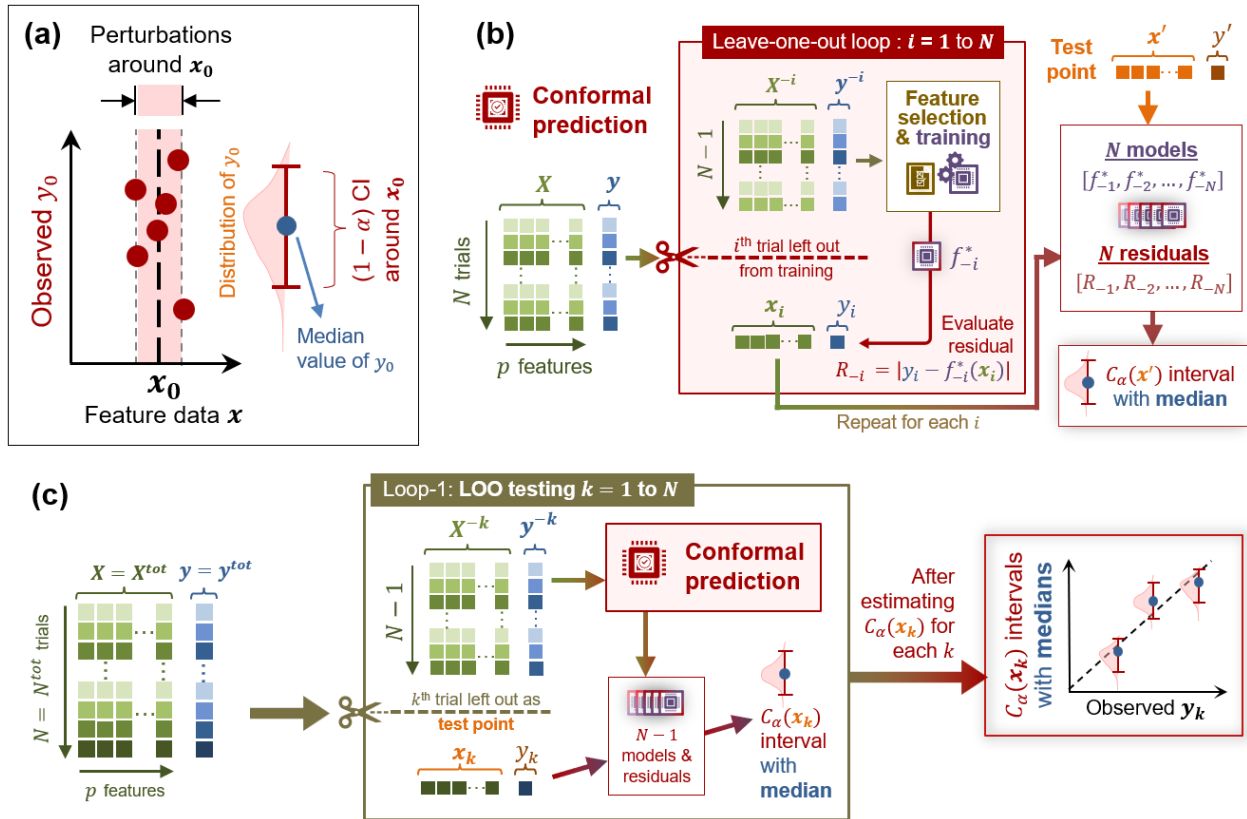 (a)
Perturbations
around x₀
Observed y₀
Distribution of y₀
(1 − α) CI
around x₀
Median
value of y₀
x₀
Feature data x
(b)
Conformal
prediction
X
y
N trials
p features
Leave-one-out loop : i = 1 to N
X⁻ⁱ
y⁻ⁱ
N − 1
Feature
selection
& training
iᵗʰ trial left out
from training
f*₋ᵢ
xᵢ
yᵢ
Evaluate
residual
R₋ᵢ = |yᵢ − f*₋ᵢ(xᵢ)|
Repeat for each i
Test
point
x′
y′
N models
[f*₋₁, f*₋₂, ..., f*₋N]
N residuals
[R₋₁, R₋₂, ..., R₋N]
Cα(x′) interval
with median
(c)
X = Xᵗᵒᵗ
y = yᵗᵒᵗ
N = Nᵗᵒᵗ trials
p features
Loop-1: LOO testing k = 1 to N
X⁻ᵏ
y⁻ᵏ
N − 1
Conformal
prediction
kᵗʰ trial left out as
test point
xₖ
yₖ
N − 1
models &
residuals
Cα(xₖ)
interval
with
median
After
estimating
Cα(xₖ) for
each k
Cα(xₖ) intervals
with medians
Observed yₖ